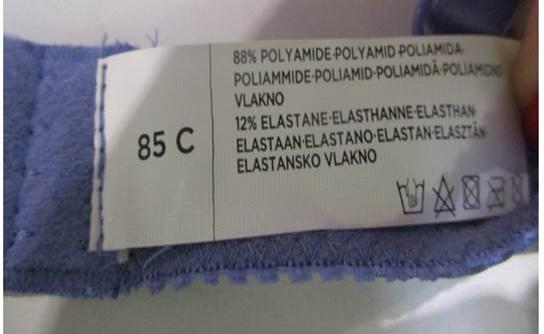 85 C
88% POLYAMIDE·POLYAMID·POLIAMIDA·
POLIAMMIDE·POLIAMID·POLIAMIDĂ·POLIAMIDNO
VLAKNO
12% ELASTANE·ELASTHANNE·ELASTHAN·
ELASTAAN·ELASTANO·ELASTAN·ELASZTÁN·
ELASTANSKO VLAKNO